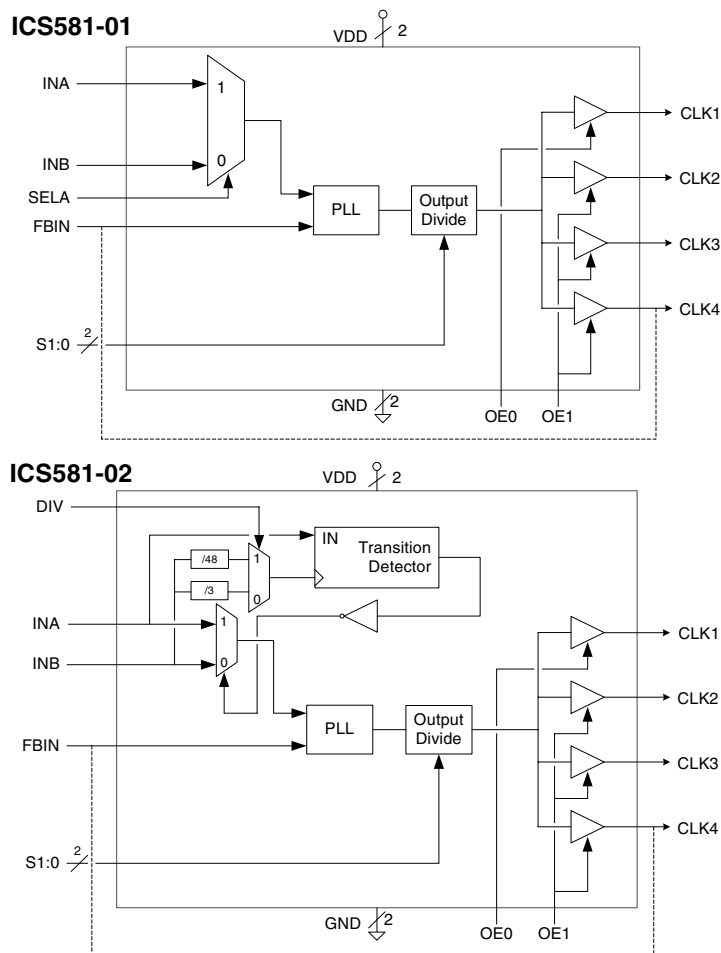 ICS581-01
VDD
2
INA
1
CLK1
INB
0
SELA
CLK2
FBIN
PLL
Output
Divide
CLK3
CLK4
S1:0
2
GND
2
OE0
OE1
ICS581-02
VDD
2
DIV
IN
Transition
Detector
/48
1
/3
0
INA
1
CLK1
INB
0
CLK2
FBIN
PLL
Output
Divide
CLK3
CLK4
S1:0
2
GND
2
OE0
OE1